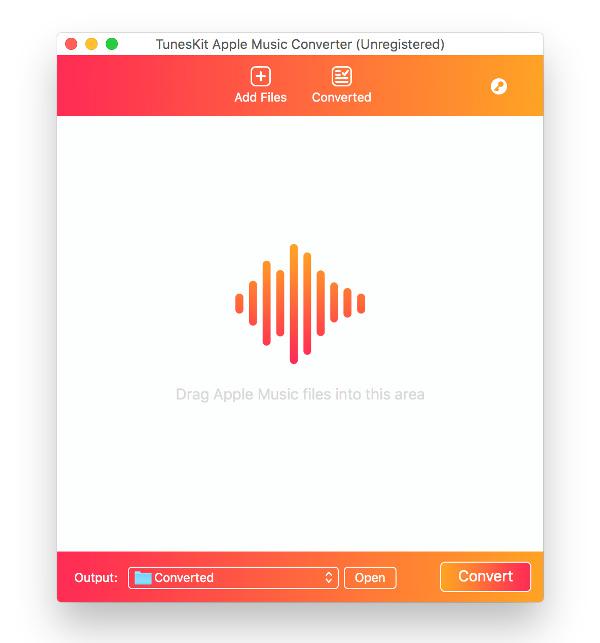 TunesKit Apple Music Converter (Unregistered)
Add Files Converted
Drag Apple Music files into this area
Output: Converted Open Convert